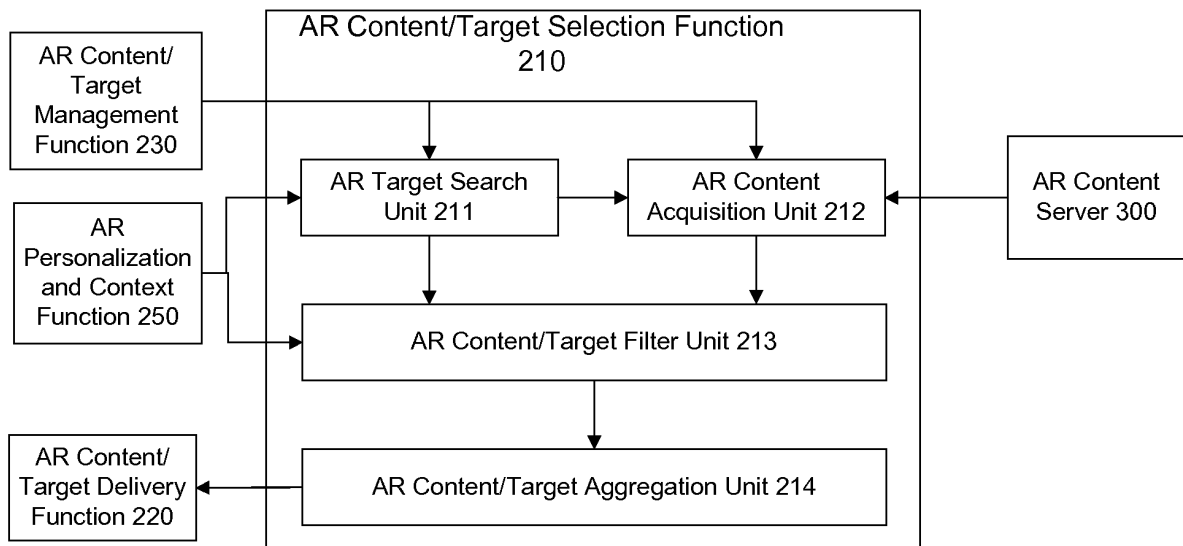 AR Content/Target Selection Function
210
AR Content/
Target
Management
Function 230
AR Target Search
Unit 211
AR Content
Acquisition Unit 212
AR Content
Server 300
AR
Personalization
and Context
Function 250
AR Content/Target Filter Unit 213
AR Content/
Target Delivery
Function 220
AR Content/Target Aggregation Unit 214